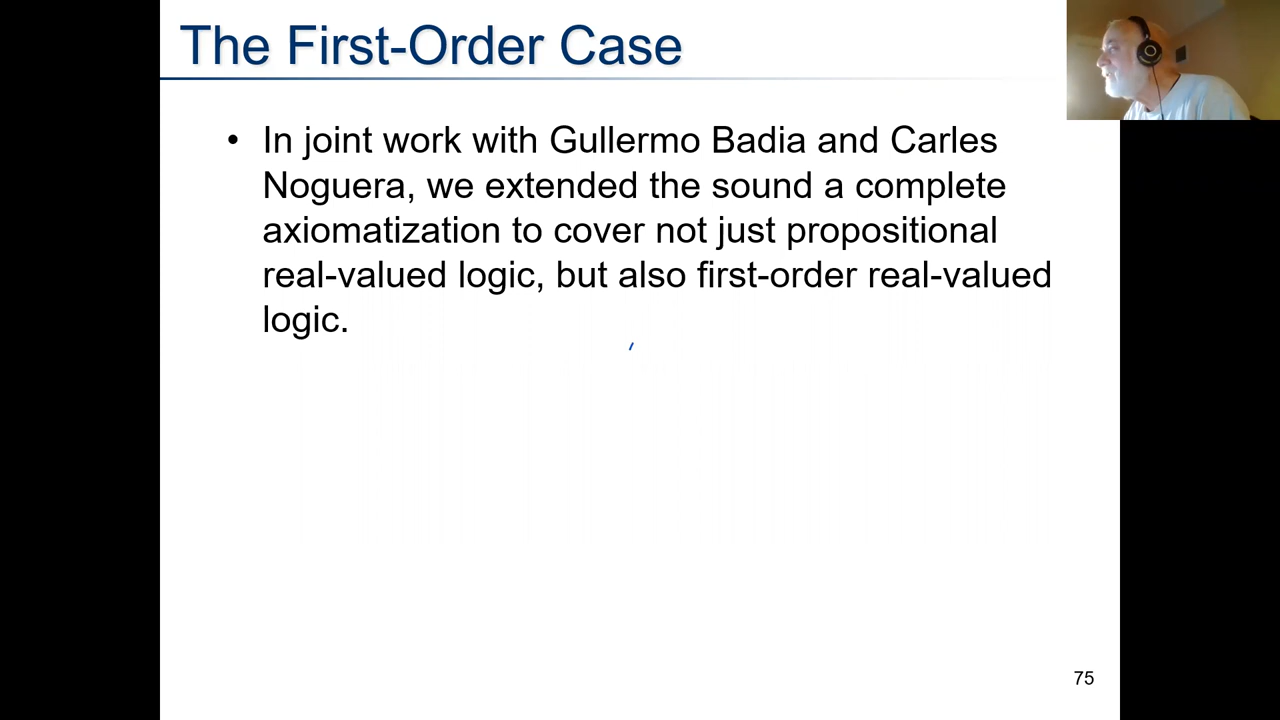 The First-Order Case
• In joint work with Gullermo Badia and Carles
Noguera, we extended the sound a complete
axiomatization to cover not just propositional
real-valued logic, but also first-order real-valued
logic.
75